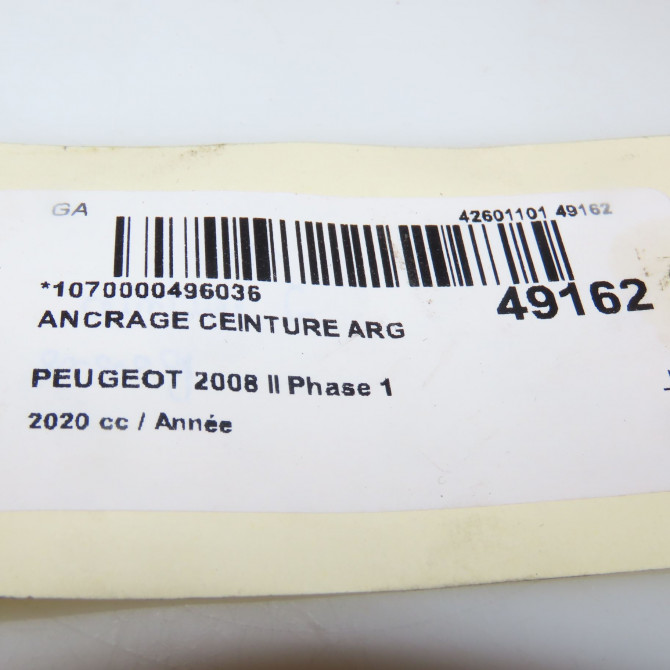 GA
42601101 49162
*1070000496036
49162
ANCRAGE CEINTURE ARG
PEUGEOT 2008 II Phase 1
2020 cc / Année